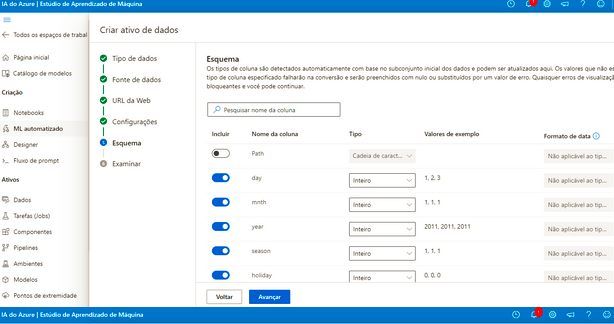 IA do Azure | Estúdio de Aprendizado de Máquina
Todos os espaços de trabal
Página inicial
Catálogo de modelos
Criação
Notebooks
ML automatizado
Designer
Fluxo de prompt
Ativos
Dados
Tarefas (Jobs)
Componentes
Pipelines
Ambientes
Modelos
Pontos de extremidade
Criar ativo de dados
Tipo de dados
Fonte de dados
URL da Web
Configurações
Esquema
Examinar
Esquema
Os tipos de coluna são detectados automaticamente com base no subconjunto inicial dos dados e podem ser atualizados aqui. Os valores que não es
tipo de coluna especificado falharão na conversão e serão preenchidos com nulo ou substituídos por um valor de erro. Quaisquer erros de visualizaç
bloqueantes e você pode continuar.
Pesquisar nome da coluna
Incluir Nome da coluna Tipo Valores de exemplo Formato de data
Path Cadeia de caract... Não aplicável ao tip...
day Inteiro 1, 2, 3 Não aplicável ao tip...
mnth Inteiro 1, 1, 1 Não aplicável ao tip...
year Inteiro 2011, 2011, 2011 Não aplicável ao tip...
season Inteiro 1, 1, 1 Não aplicável ao tip...
holiday Inteiro 0, 0, 0 Não aplicável ao tip...
Voltar Avançar
IA do Azure | Estúdio de Aprendizado de Máquina